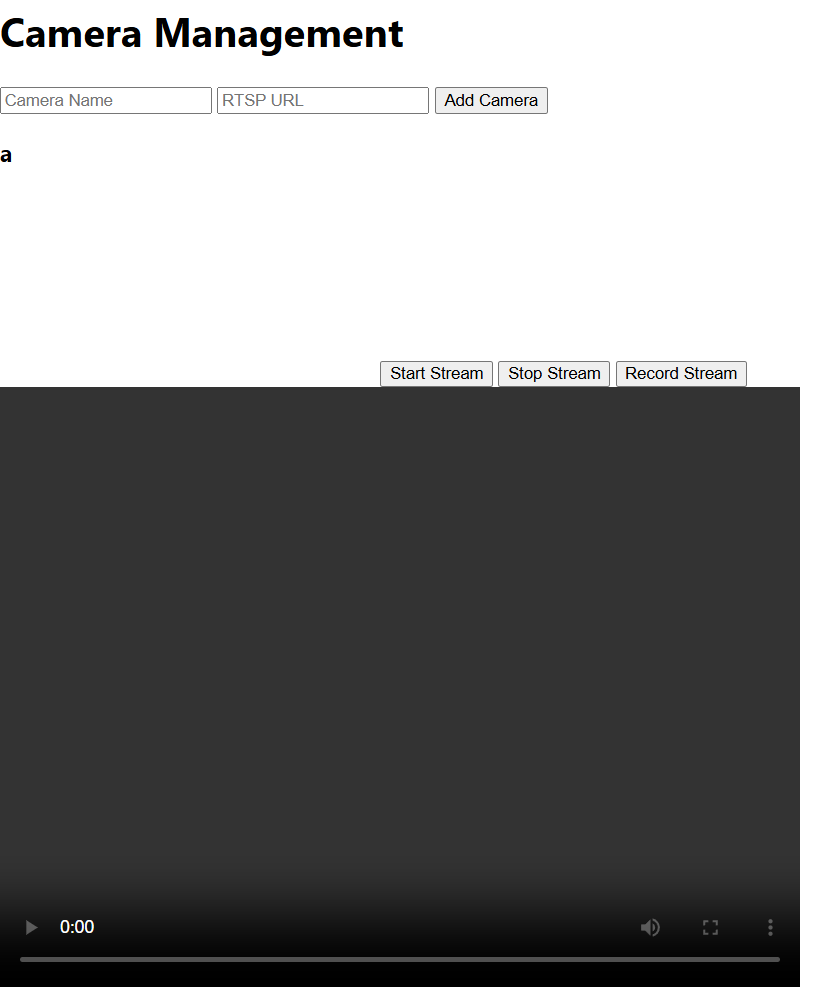 Camera Management
Camera Name RTSP URL Add Camera
a
Start Stream Stop Stream Record Stream
0:00